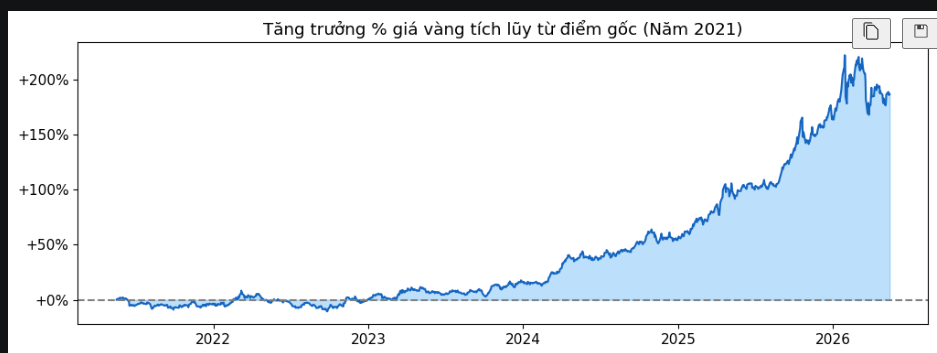 Tăng trưởng % giá vàng tích lũy từ điểm gốc (Năm 2021)
+200%
+150%
+100%
+50%
+0%
2022 2023 2024 2025 2026